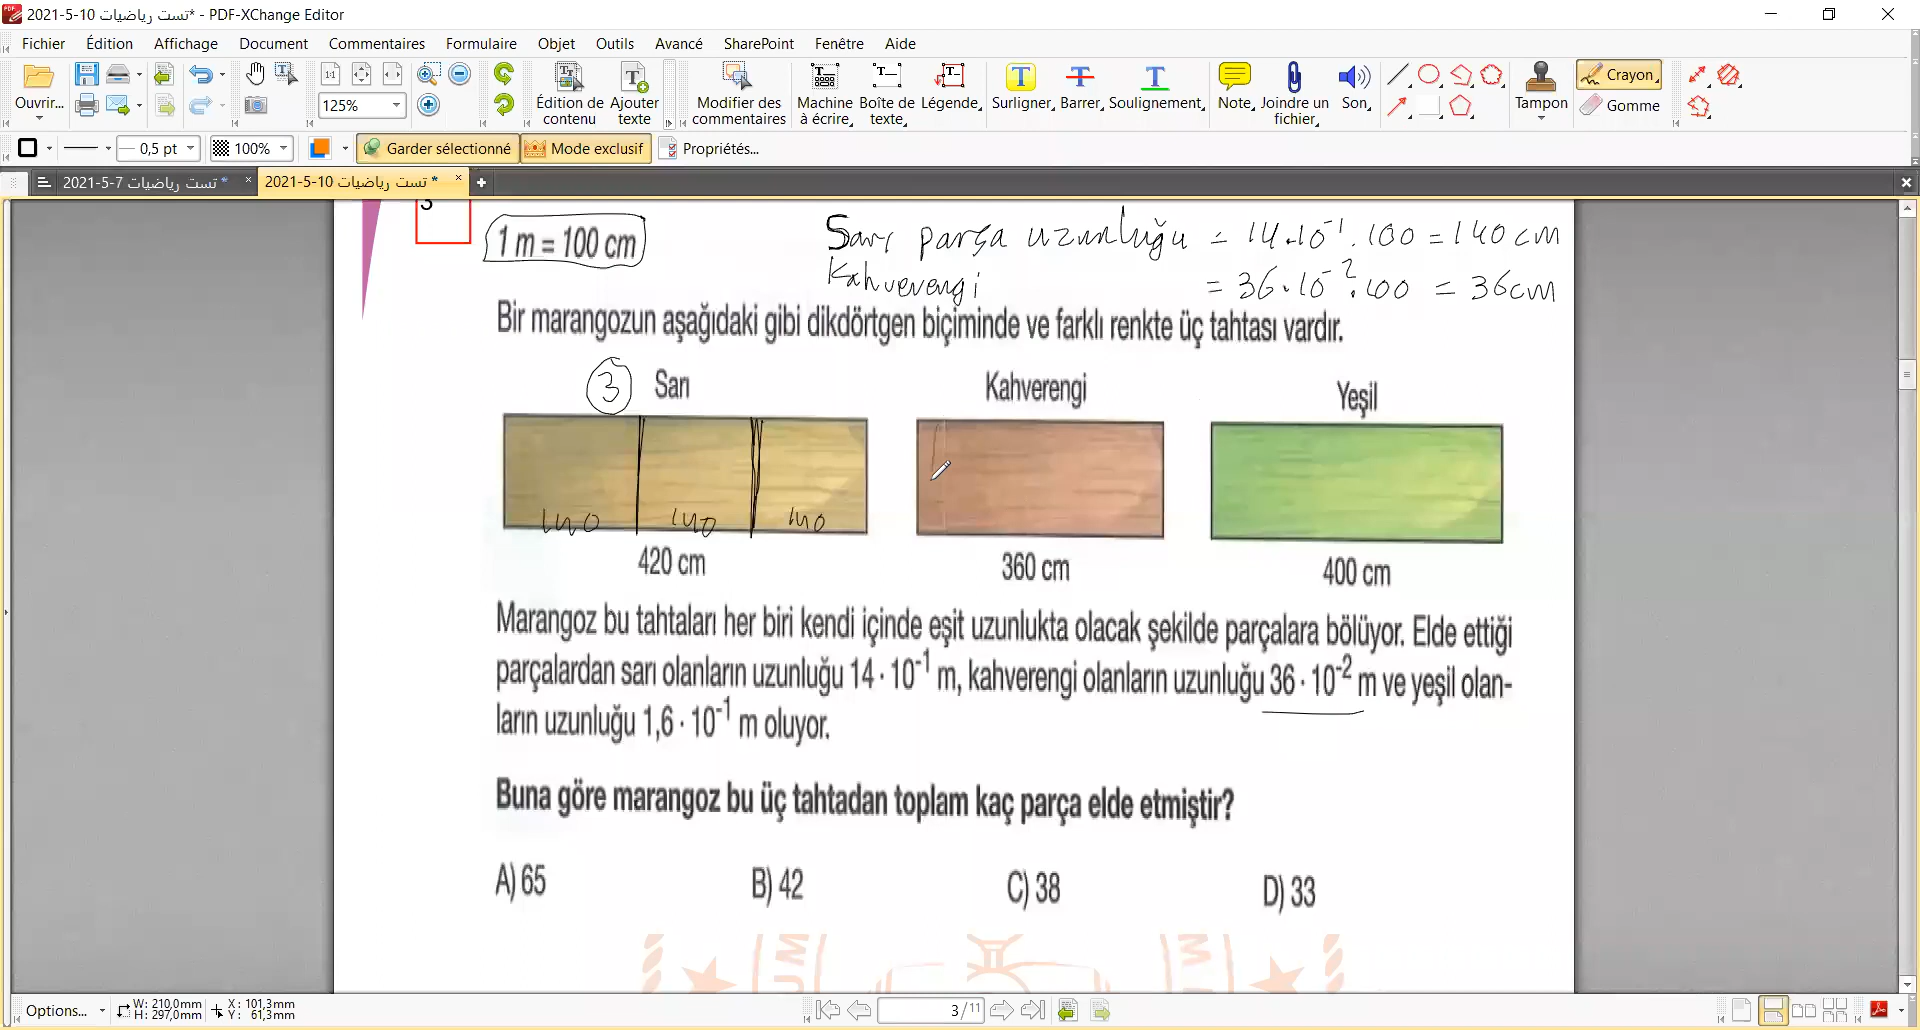 تست رياضيات 10-5-2021* - PDF-XChange Editor
Fichier Édition Affichage Document Commentaires Formulaire Objet Outils Avancé SharePoint Fenêtre Aide
Ouvrir... 125% Édition de contenu Ajouter texte Modifier des commentaires Machine à écrire Boîte de texte Légende Surligner Barrer Soulignement Note Joindre un fichier Son Tampon Crayon Gomme
0,5 pt 100% Garder sélectionné Mode exclusif Propriétés...
تست رياضيات 7-5-2021 * تست رياضيات 10-5-2021 *
3
1 m = 100 cm
Sarı parça uzunluğu = 14.10⁻¹.100 = 140 cm
Kahverengi = 36.10⁻².100 = 36cm
Bir marangozun aşağıdaki gibi dikdörtgen biçiminde ve farklı renkte üç tahtası vardır.
3 Sarı Kahverengi Yeşil
140 140 140
420 cm 360 cm 400 cm
Marangoz bu tahtaları her biri kendi içinde eşit uzunlukta olacak şekilde parçalara bölüyor. Elde ettiği
parçalardan sarı olanların uzunluğu 14 · 10⁻¹ m, kahverengi olanların uzunluğu 36 · 10⁻² m ve yeşil olan-
ların uzunluğu 1,6 · 10⁻¹ m oluyor.
Buna göre marangoz bu üç tahtadan toplam kaç parça elde etmiştir?
A) 65 B) 42 C) 38 D) 33
Options... W: 210,0mm H: 297,0mm X: 101,3mm Y: 61,3mm 3 / 11